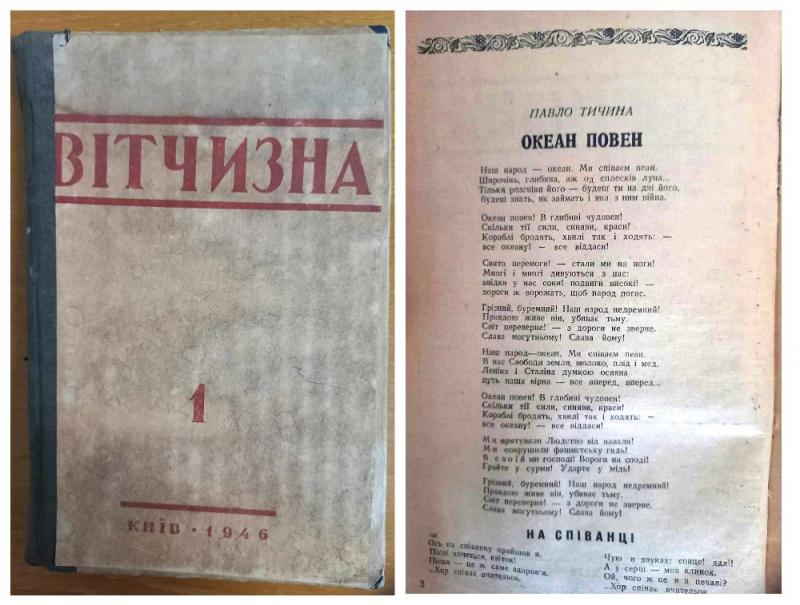 ВІТЧИЗНА
1
КИЇВ • 1946
ПАВЛО ТИЧИНА
ОКЕАН ПОВЕН
Наш народ — океан. Ми співаєм пеан.
Широчінь, глибина, аж од сплесків луна...
Тільки розспіви його — будеш ти на дні його,
будеш знать, як займать і яка з ним війна.
Океан повен! В глибині чудовен!
Скільки тії сили, синяви, краси!
Кораблі бродять, хвилі так і ходять: —
все океану! — все віддаси!
Свято перемоги! — стали ми на ноги!
Многі і многі дивуються з нас:
звідки у нас соки! подвиги високі! —
вороги ж ворожать, щоб народ погас.
Грізний, буремний! Наш народ недремний!
Правдою живе він, убиває тьму.
Світ переверне! — з дороги не зверне.
Слава могутньому! Слава йому!
Наш народ—океан. Ми співаєм пеан.
В нас Свободи земля, молоко, плід і мед.
Леніна і Сталіна думкою осяяна
путь наша вірна — все вперед, вперед...
Океан повен! В глибині чудовен!
Скільки тії сили, синяви, краси!
Кораблі бродять, хвилі так і ходять: —
все океану! — все віддаси!
Ми врятували Людство від навали!
Ми сокрушили фашистську гидь!
В своїй ми господі! Вороги на споді!
Грайте у сурми! Ударте у мідь!
Грізний, буремний! Наш народ недремний!
Правдою живе він, убиває тьму.
Світ переверне! — з дороги не зверне.
Слава могутньому! Слава йому!
НА СПІВАНЦІ
Ось на співанку прийшов я.
Пісні хочеться, квіток!
Пісня — це ж саме здоров'я.
...Хор співає вчительок.
Чую в звуках: сонце! далі!
А у серці — мов клинок.
Ой, чого ж це я в печалі?
...Хор співає вчительок.
2